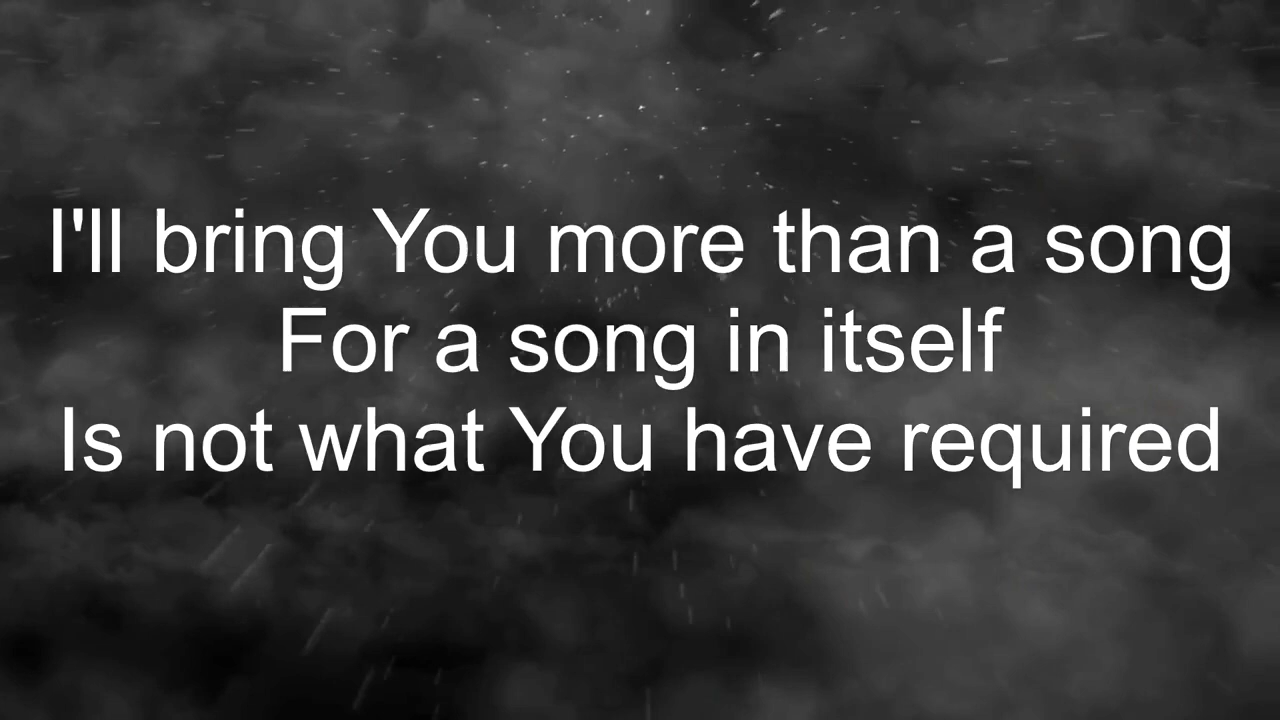 I'll bring You more than a song
For a song in itself
Is not what You have required